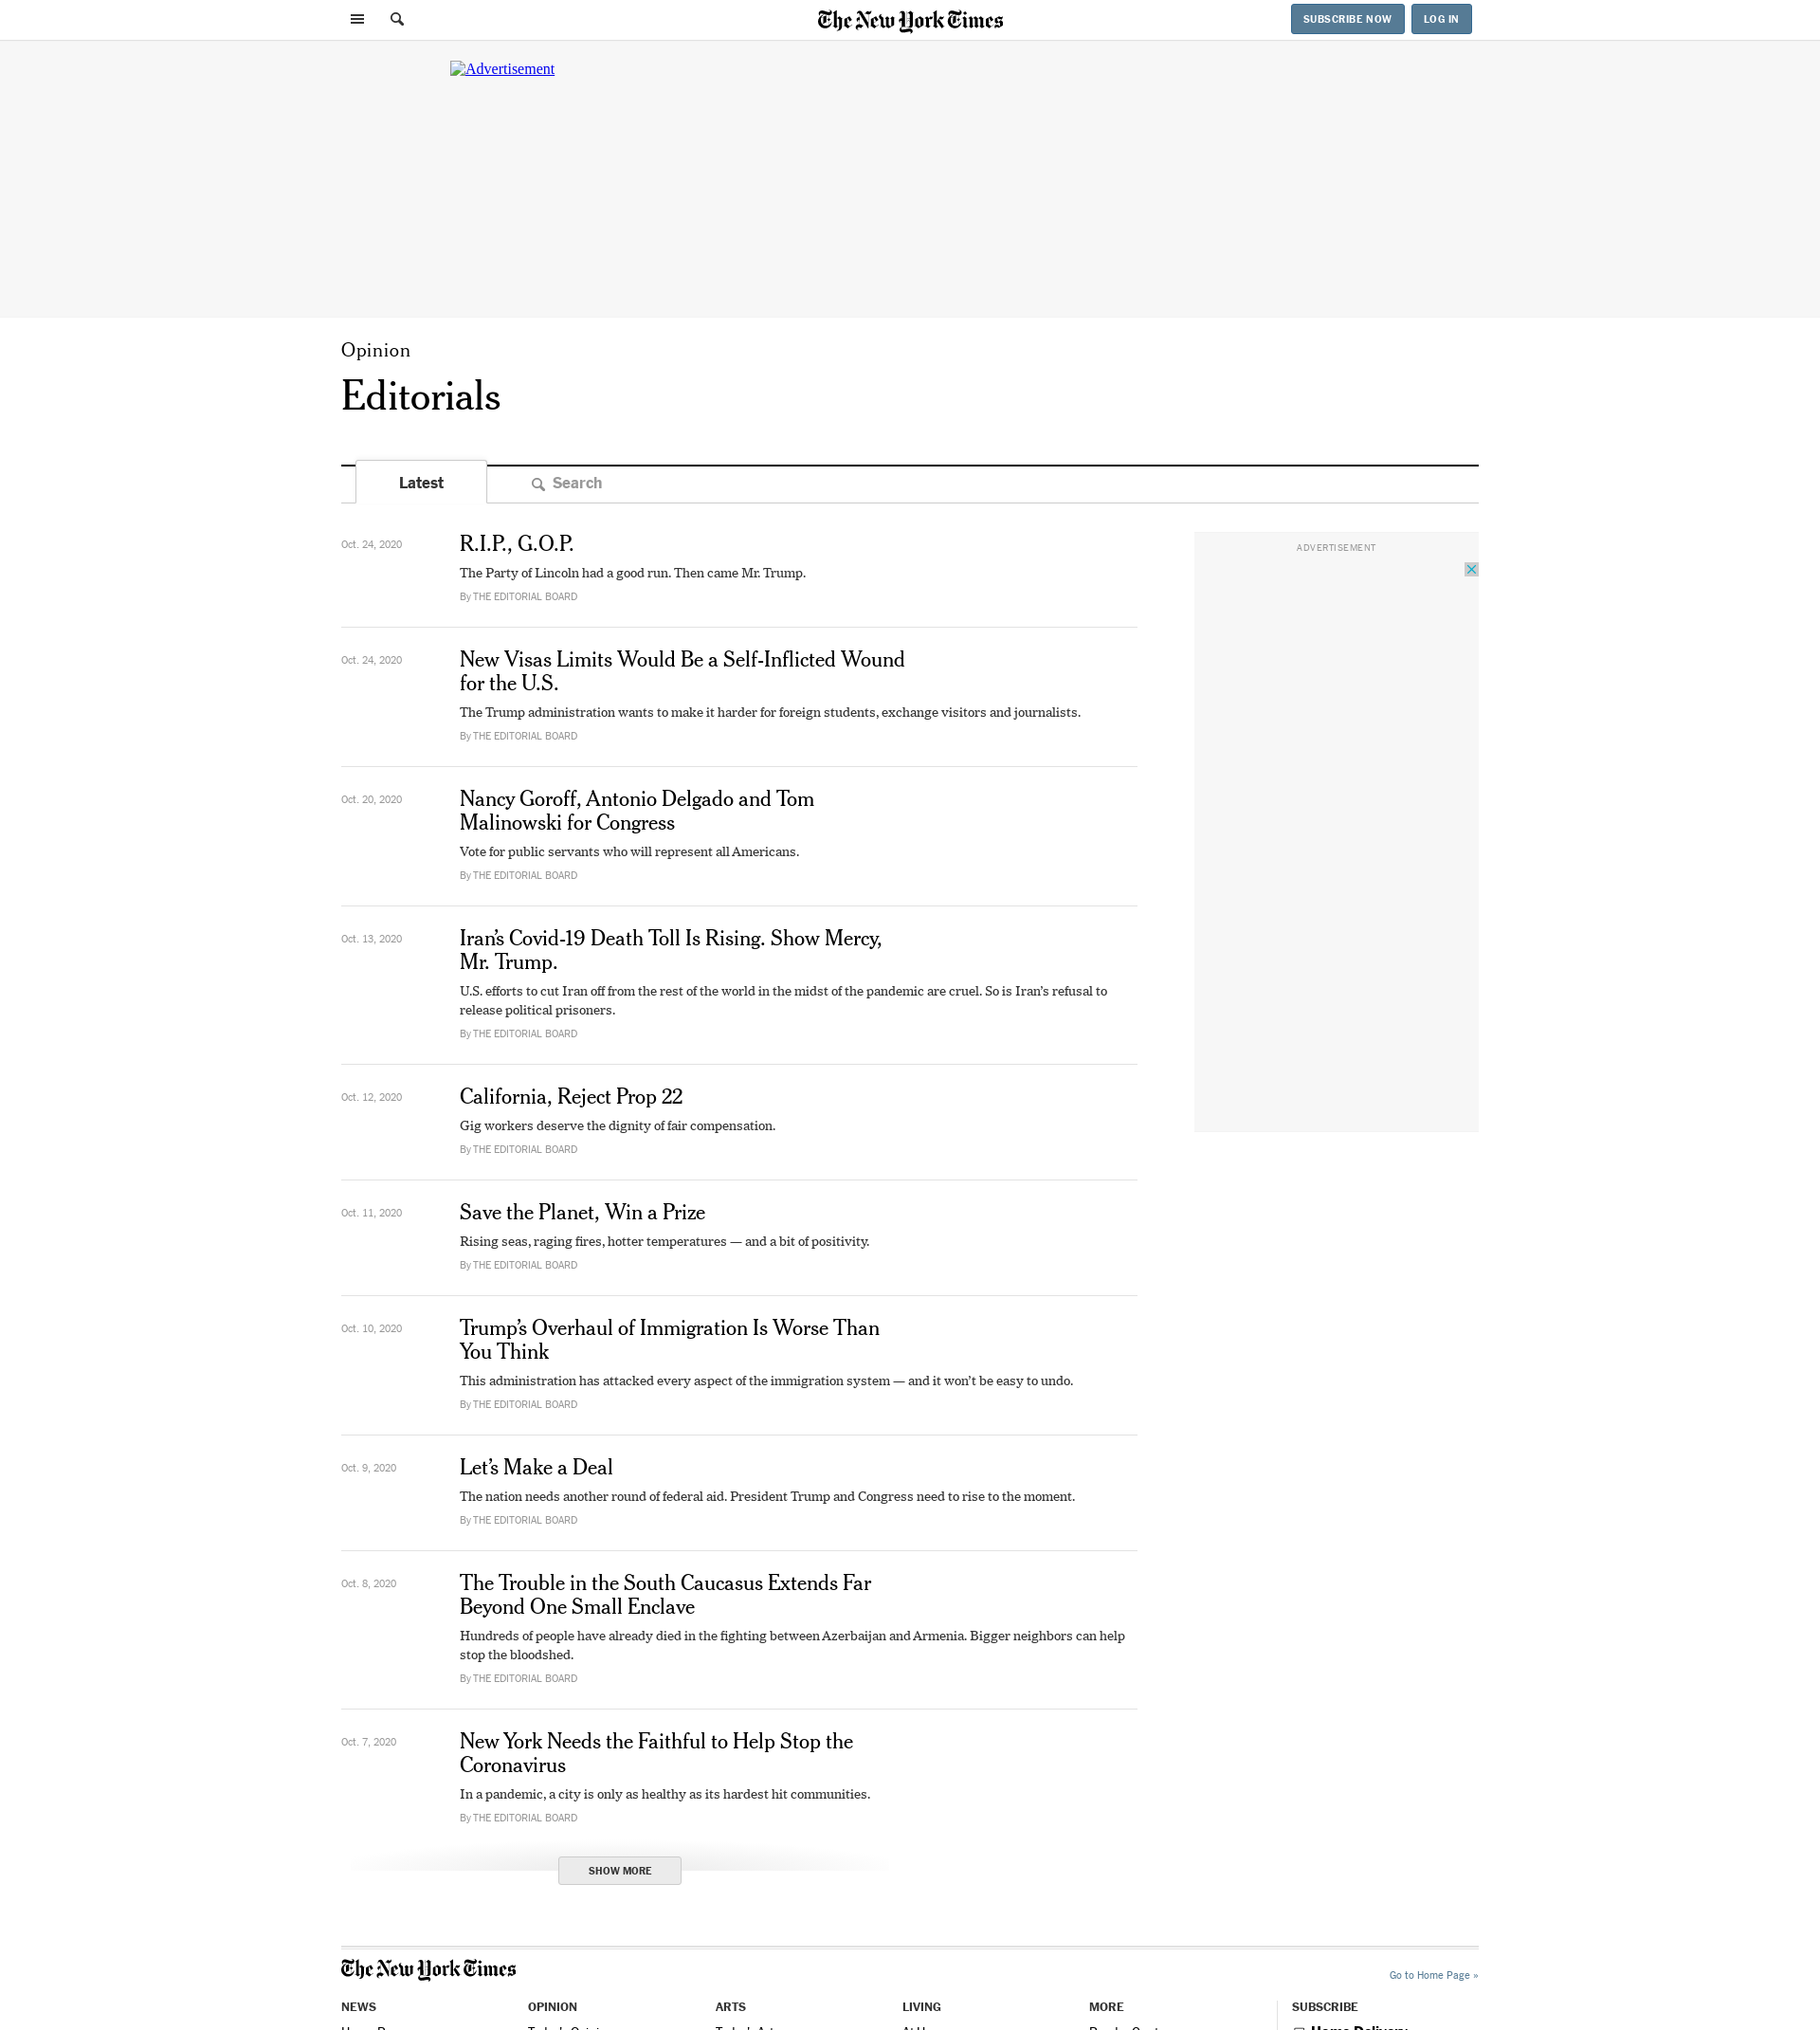 The New York Times
SUBSCRIBE NOW
LOG IN
Advertisement
Opinion
Editorials
Latest
Search
Oct. 24, 2020
R.I.P., G.O.P.
The Party of Lincoln had a good run. Then came Mr. Trump.
By THE EDITORIAL BOARD
ADVERTISEMENT
Oct. 24, 2020
New Visas Limits Would Be a Self-Inflicted Wound
for the U.S.
The Trump administration wants to make it harder for foreign students, exchange visitors and journalists.
By THE EDITORIAL BOARD
Oct. 20, 2020
Nancy Goroff, Antonio Delgado and Tom
Malinowski for Congress
Vote for public servants who will represent all Americans.
By THE EDITORIAL BOARD
Oct. 13, 2020
Iran’s Covid-19 Death Toll Is Rising. Show Mercy,
Mr. Trump.
U.S. efforts to cut Iran off from the rest of the world in the midst of the pandemic are cruel. So is Iran’s refusal to
release political prisoners.
By THE EDITORIAL BOARD
Oct. 12, 2020
California, Reject Prop 22
Gig workers deserve the dignity of fair compensation.
By THE EDITORIAL BOARD
Oct. 11, 2020
Save the Planet, Win a Prize
Rising seas, raging fires, hotter temperatures — and a bit of positivity.
By THE EDITORIAL BOARD
Oct. 10, 2020
Trump’s Overhaul of Immigration Is Worse Than
You Think
This administration has attacked every aspect of the immigration system — and it won’t be easy to undo.
By THE EDITORIAL BOARD
Oct. 9, 2020
Let’s Make a Deal
The nation needs another round of federal aid. President Trump and Congress need to rise to the moment.
By THE EDITORIAL BOARD
Oct. 8, 2020
The Trouble in the South Caucasus Extends Far
Beyond One Small Enclave
Hundreds of people have already died in the fighting between Azerbaijan and Armenia. Bigger neighbors can help
stop the bloodshed.
By THE EDITORIAL BOARD
Oct. 7, 2020
New York Needs the Faithful to Help Stop the
Coronavirus
In a pandemic, a city is only as healthy as its hardest hit communities.
By THE EDITORIAL BOARD
SHOW MORE
The New York Times
Go to Home Page »
NEWS
OPINION
ARTS
LIVING
MORE
SUBSCRIBE
Home Delivery